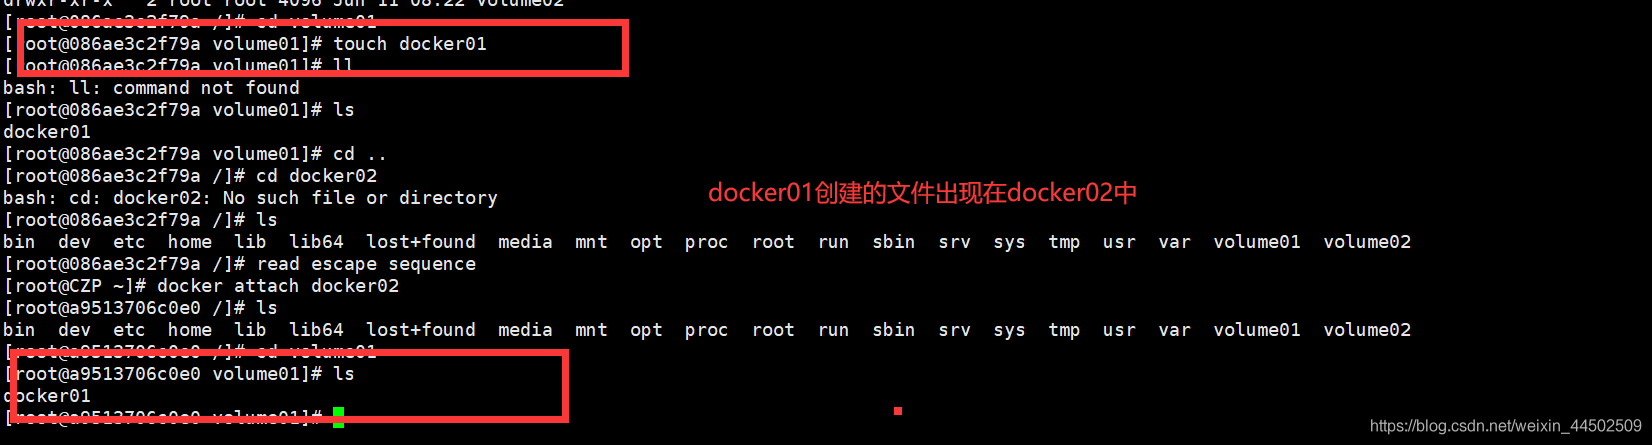 drwxr-xr-x   2 root root 4096 Jun 11 08:22 volume02
[root@086ae3c2f79a /]# cd volume01
[root@086ae3c2f79a volume01]# touch docker01
[root@086ae3c2f79a volume01]# ll
bash: ll: command not found
[root@086ae3c2f79a volume01]# ls
docker01
[root@086ae3c2f79a volume01]# cd ..
[root@086ae3c2f79a /]# cd docker02
bash: cd: docker02: No such file or directory
docker01创建的文件出现在docker02中
[root@086ae3c2f79a /]# ls
bin  dev  etc  home  lib  lib64  lost+found  media  mnt  opt  proc  root  run  sbin  srv  sys  tmp  usr  var  volume01  volume02
[root@086ae3c2f79a /]# read escape sequence
[root@CZP ~]# docker attach docker02
[root@a9513706c0e0 /]# ls
bin  dev  etc  home  lib  lib64  lost+found  media  mnt  opt  proc  root  run  sbin  srv  sys  tmp  usr  var  volume01  volume02
[root@a9513706c0e0 /]# cd volume01
[root@a9513706c0e0 volume01]# ls
docker01
[root@a9513706c0e0 volume01]#
https://blog.csdn.net/weixin_44502509